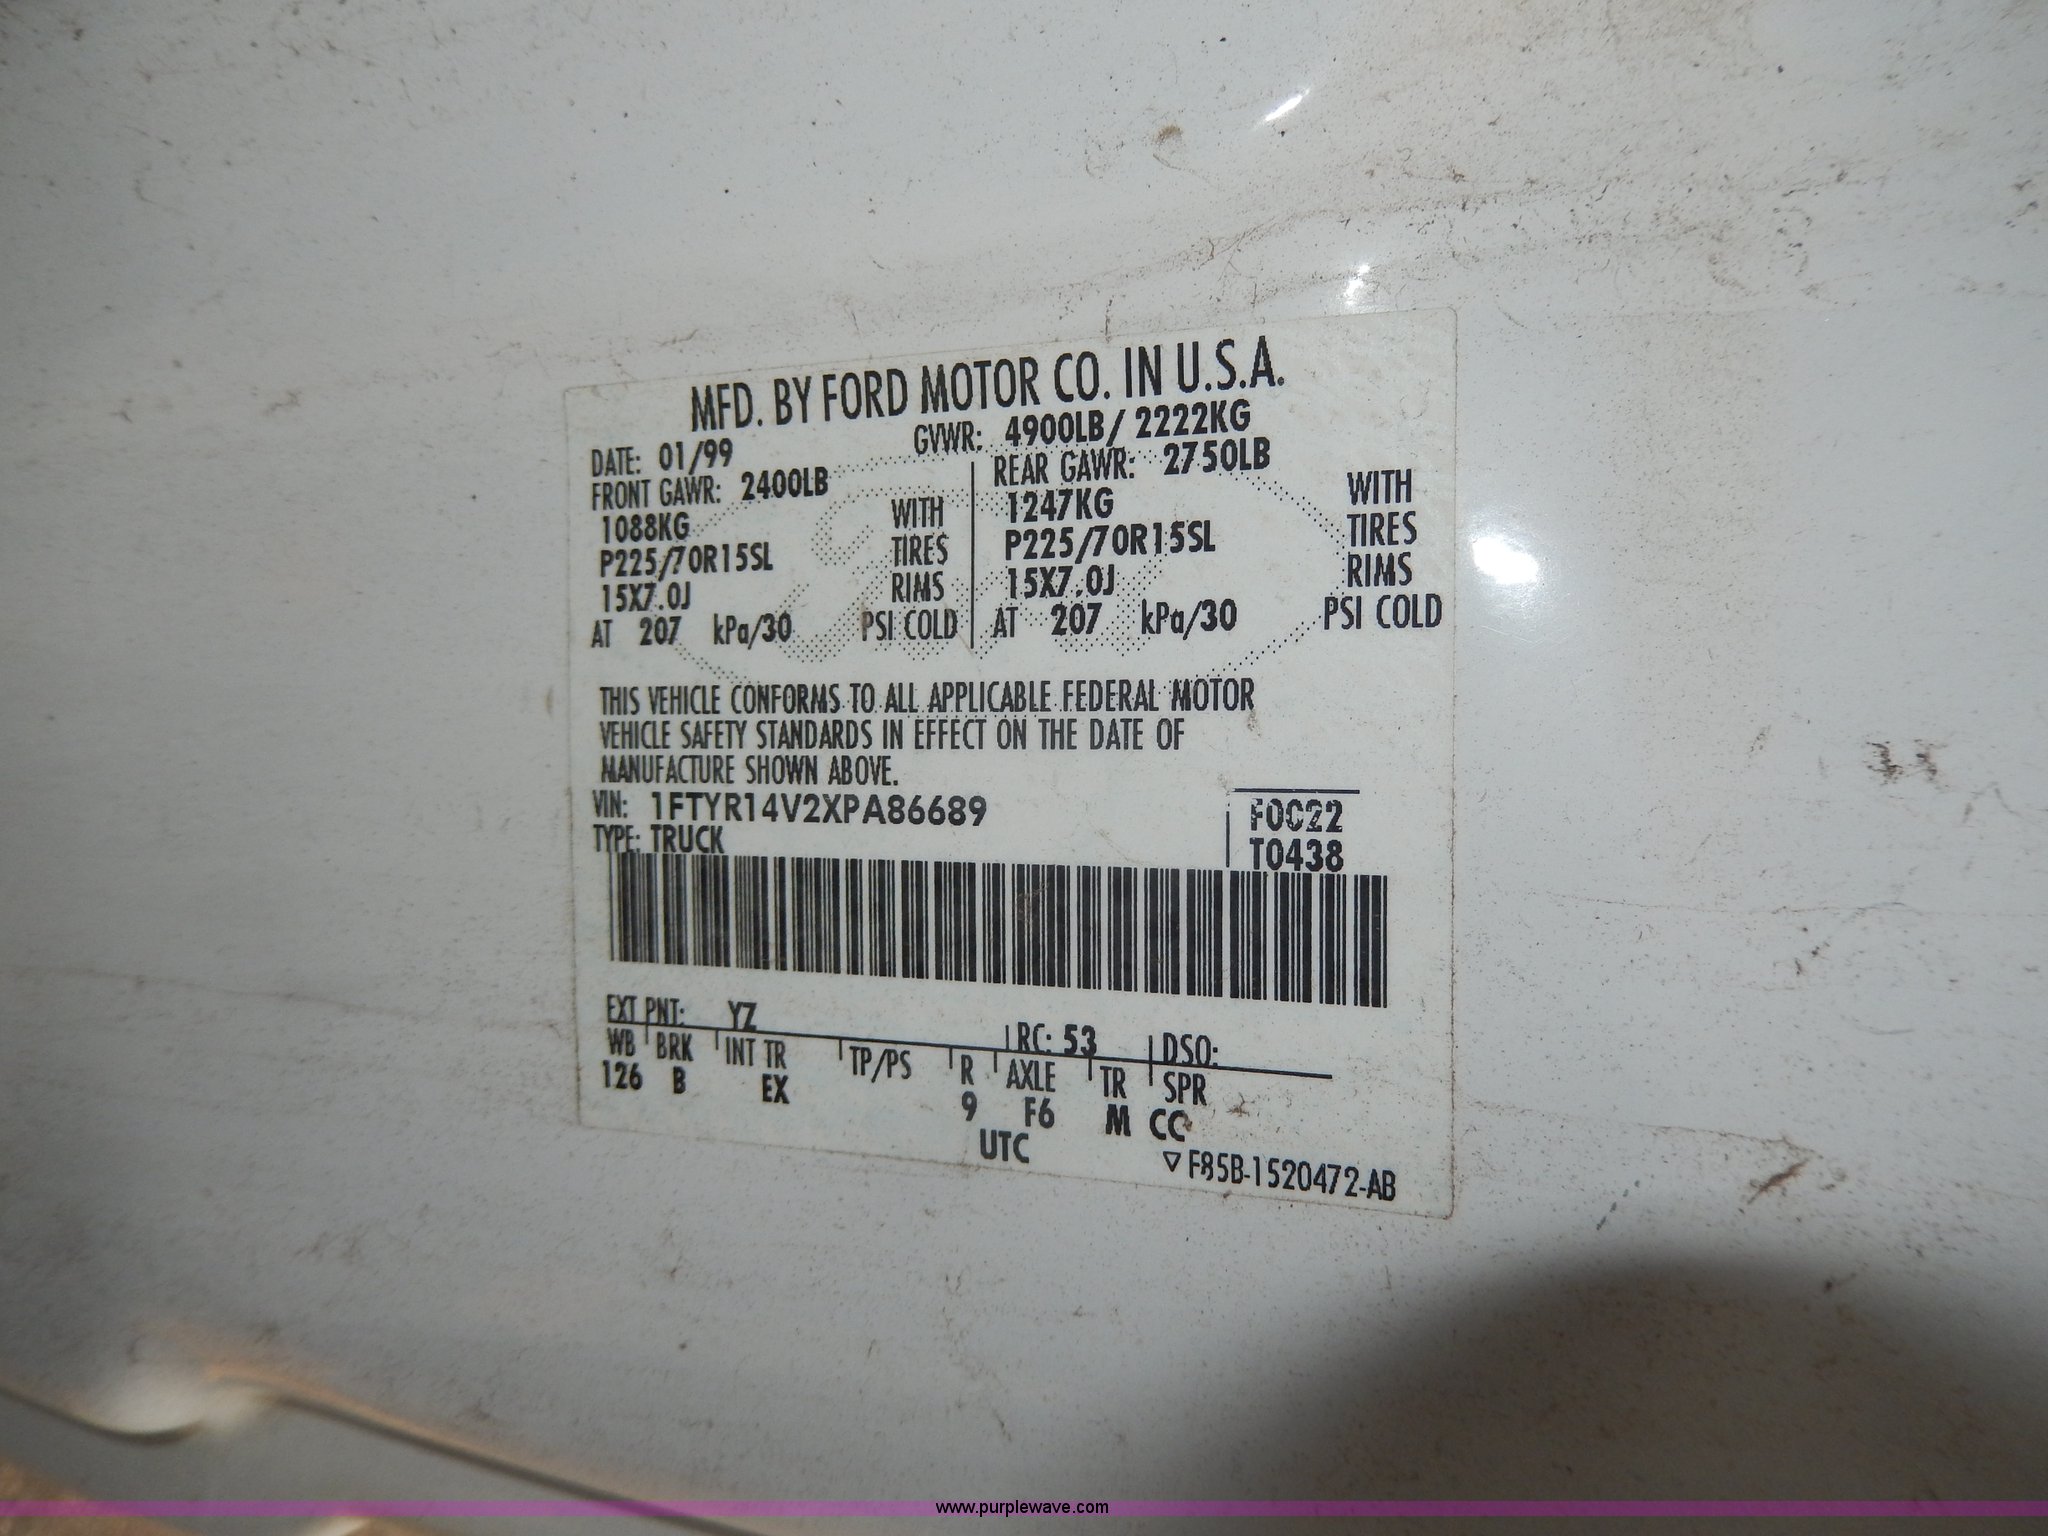 MFD. BY FORD MOTOR CO. IN U.S.A.
DATE: 01/99 GVWR: 4900LB/ 2222KG
FRONT GAWR: 2400LB REAR GAWR: 2750LB
1088KG WITH 1247KG WITH
P225/70R15SL TIRES P225/70R15SL TIRES
15X7.0J RIMS 15X7.0J RIMS
AT 207 kPa/30 PSI COLD AT 207 kPa/30 PSI COLD
THIS VEHICLE CONFORMS TO ALL APPLICABLE FEDERAL MOTOR
VEHICLE SAFETY STANDARDS IN EFFECT ON THE DATE OF
MANUFACTURE SHOWN ABOVE.
VIN: 1FTYR14V2XPA86689 F0C22
TYPE: TRUCK T0438
EXT PNT: YZ RC: 53 DSO:
WB BRK INT TR TP/PS R AXLE TR SPR
126 B EX 9 F6 M CC
UTC
▽ F85B-1520472-AB
www.purplewave.com